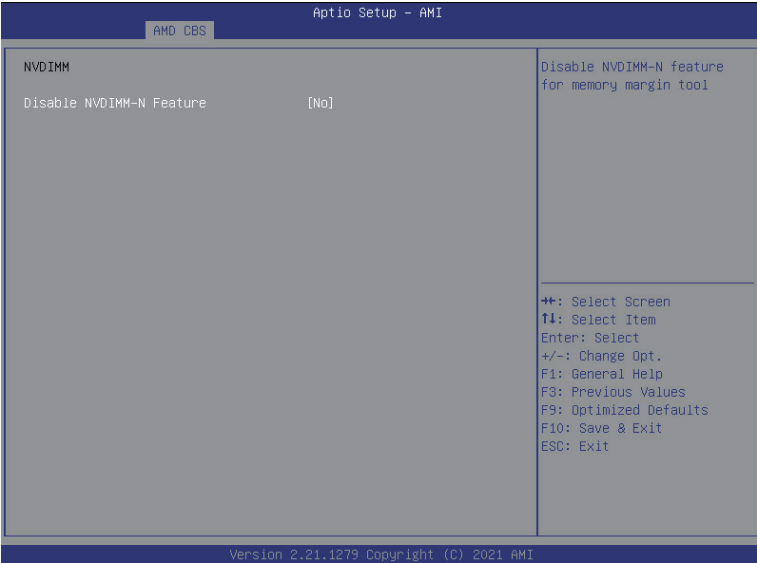 Aptio Setup - AMI
AMD CBS
NVDIMM
Disable NVDIMM-N Feature [No]
Disable NVDIMM-N feature
for memory margin tool
→←: Select Screen
↑↓: Select Item
Enter: Select
+/-: Change Opt.
F1: General Help
F3: Previous Values
F9: Optimized Defaults
F10: Save & Exit
ESC: Exit
Version 2.21.1279 Copyright (C) 2021 AMI